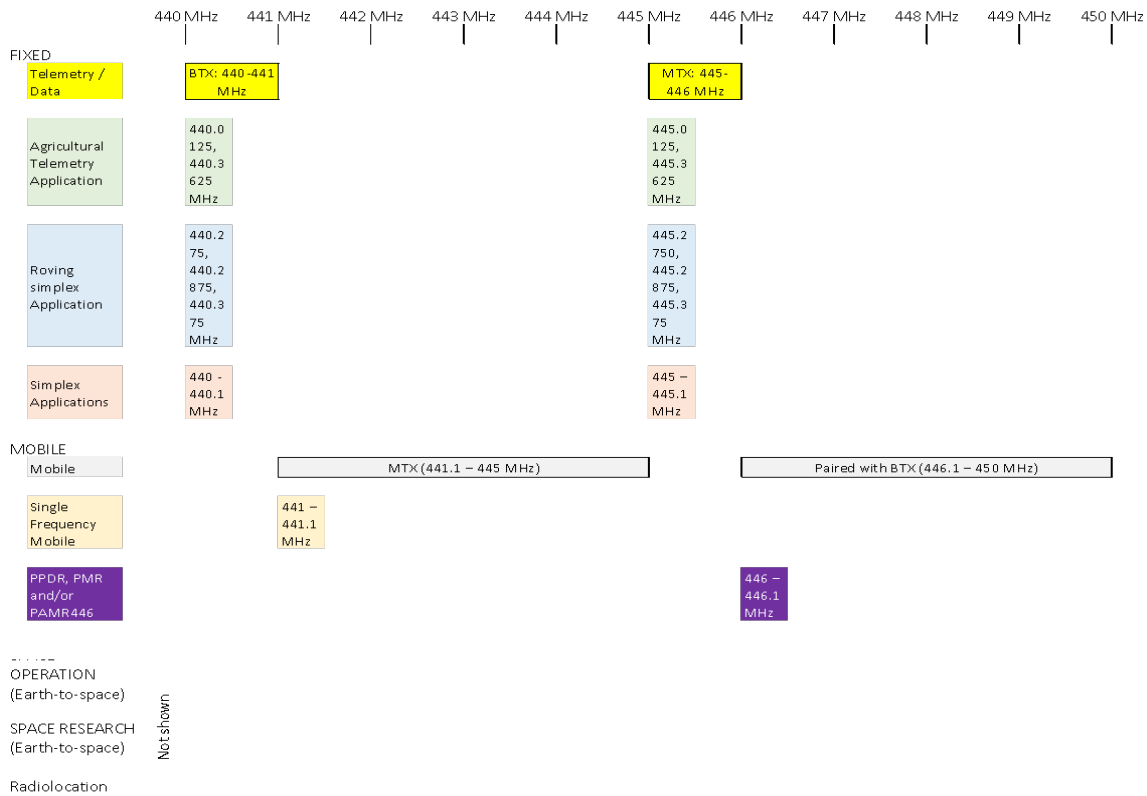 440 MHz 441 MHz 442 MHz 443 MHz 444 MHz 445 MHz 446 MHz 447 MHz 448 MHz 449 MHz 450 MHz
FIXED
Telemetry /
Data
BTX: 440-441
MHz
MTX: 445-
446 MHz
Agricultural
Telemetry
Application
440.0
125,
440.3
625
MHz
445.0
125,
445.3
625
MHz
Roving
simplex
Application
440.2
75,
440.2
875,
440.3
75
MHz
445.2
750,
445.2
875,
445.3
75
MHz
Simplex
Applications
440 -
440.1
MHz
445 –
445.1
MHz
MOBILE
Mobile
MTX (441.1 – 445 MHz)
Paired with BTX (446.1 – 450 MHz)
Single
Frequency
Mobile
441 –
441.1
MHz
PPDR, PMR
and/or
PAMR446
446 –
446.1
MHz
OPERATION
(Earth-to-space)
SPACE RESEARCH
(Earth-to-space)
Not shown
Radiolocation